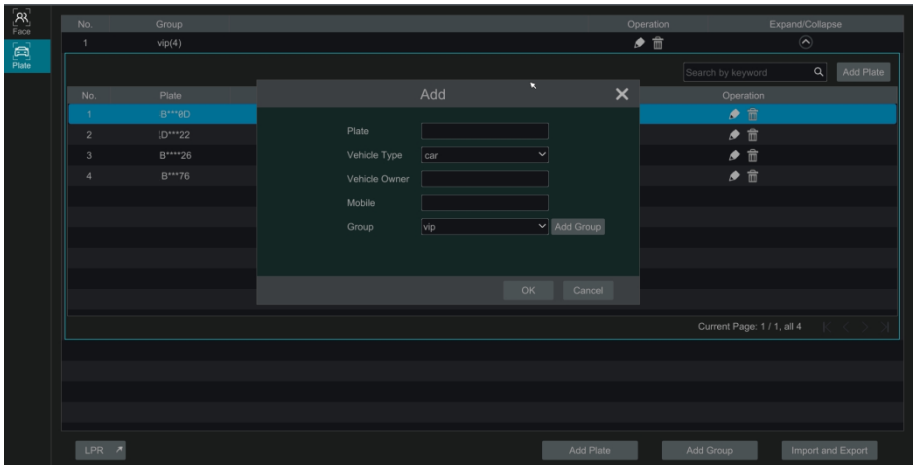 Face
Plate
No. Group Operation Expand/Collapse
1 vip(4)
Search by keyword Add Plate
No. Plate Operation
1 B***0D
2 D***22
3 B****26
4 B***76
Add
Plate
Vehicle Type car
Vehicle Owner
Mobile
Group vip Add Group
OK Cancel
Current Page: 1 / 1, all 4
LPR Add Plate Add Group Import and Export